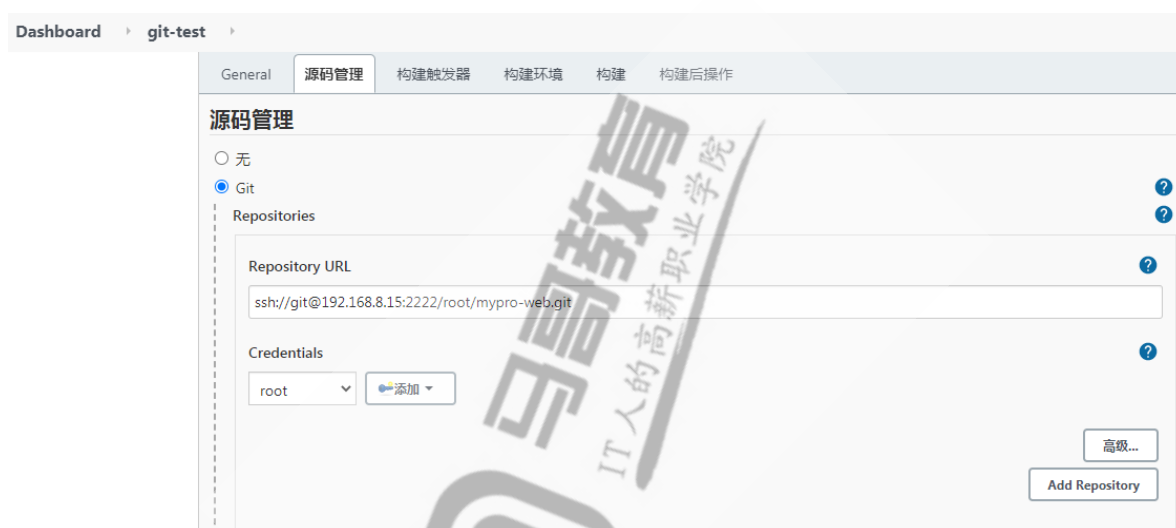 Dashboard git-test
General 源码管理 构建触发器 构建环境 构建 构建后操作
源码管理
无
Git
Repositories
Repository URL
ssh://git@192.168.8.15:2222/root/mypro-web.git
Credentials
root 添加
高级...
Add Repository
马哥教育
IT人的高薪职业学院